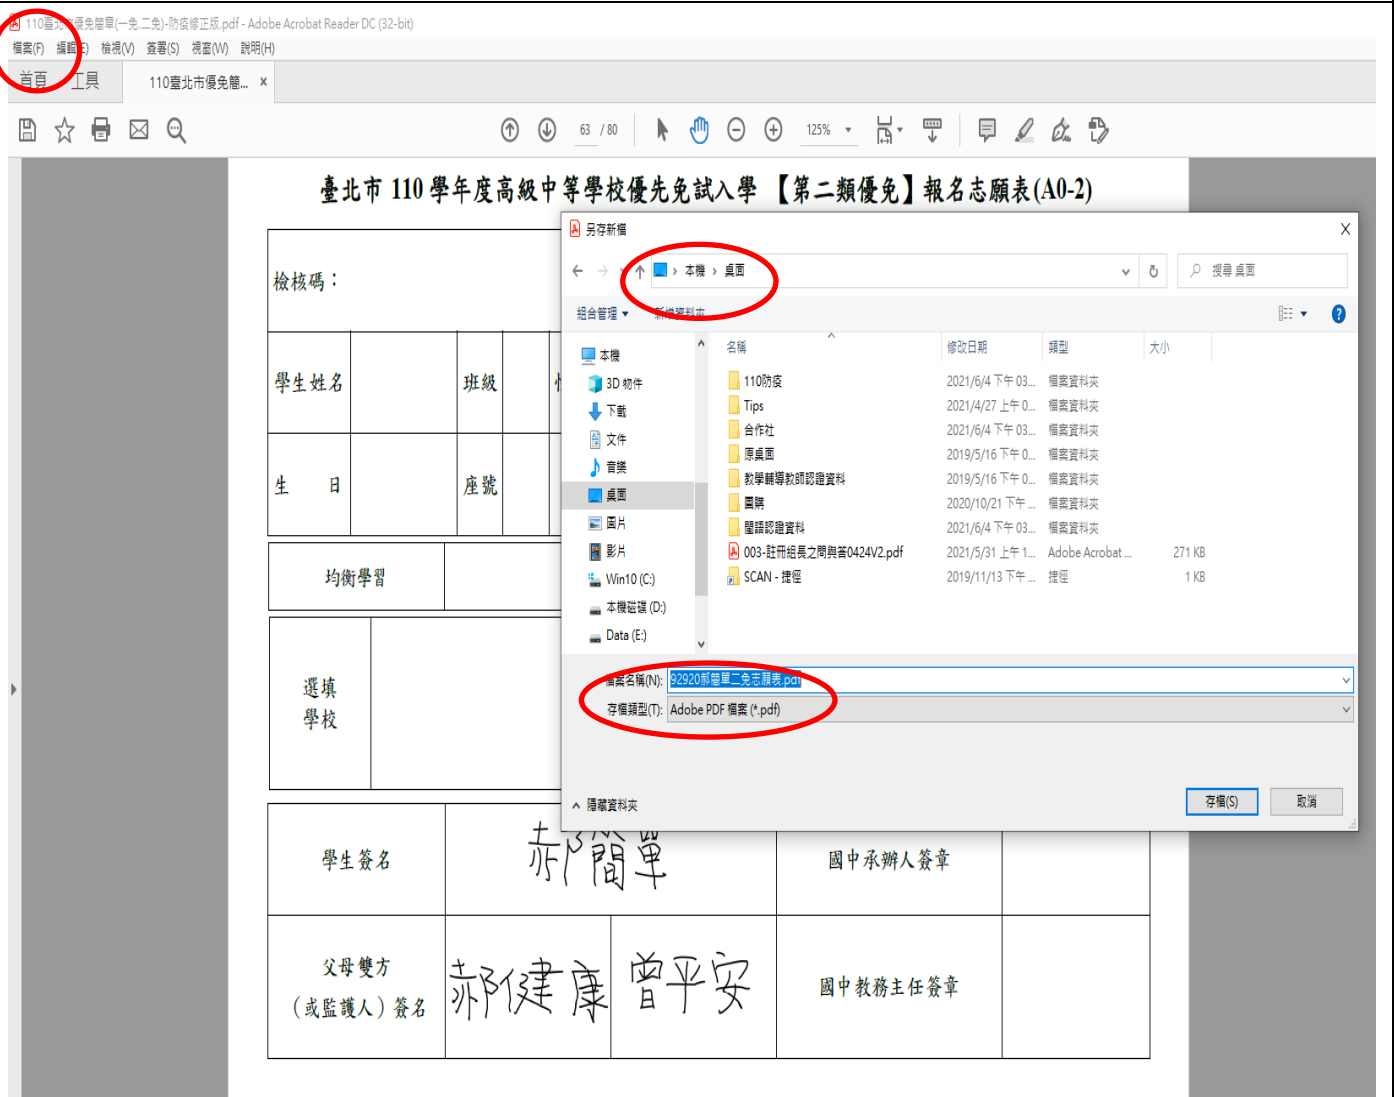 110臺北市優免簡章(一免.二免)-防疫修正版.pdf - Adobe Acrobat Reader DC (32-bit)
檔案(F) 編輯(E) 檢視(V) 簽署(S) 視窗(W) 說明(H)
首頁 工具 110臺北市優免簡... ×
63 / 80 125%
臺北市 110 學年度高級中等學校優先免試入學 【第二類優免】報名志願表(A0-2)
檢核碼：
學生姓名 班級
生 日 座號
均衡學習
選填
學校
另存新檔
本機 › 桌面 搜尋 桌面
組合管理 新增資料夾
本機
3D 物件
下載
文件
音樂
桌面
圖片
影片
Win10 (C:)
本機磁碟 (D:)
Data (E:)
名稱 修改日期 類型 大小
110防疫 2021/6/4 下午 03... 檔案資料夾
Tips 2021/4/27 上午 0... 檔案資料夾
合作社 2021/6/4 下午 03... 檔案資料夾
原桌面 2019/5/16 下午 0... 檔案資料夾
教學輔導教師認證資料 2019/5/16 下午 0... 檔案資料夾
團購 2020/10/21 下午 ... 檔案資料夾
閩語認證資料 2021/6/4 下午 03... 檔案資料夾
003-註冊組長之問與答0424V2.pdf 2021/5/31 上午 1... Adobe Acrobat ... 271 KB
SCAN - 捷徑 2019/11/13 下午 ... 捷徑 1 KB
檔案名稱(N): 92920郝簡單二免志願表.pdf
存檔類型(T): Adobe PDF 檔案 (*.pdf)
隱藏資料夾 存檔(S) 取消
學生簽名 郝簡單 國中承辦人簽章
父母雙方
（或監護人）簽名 郝健康 曾平安 國中教務主任簽章